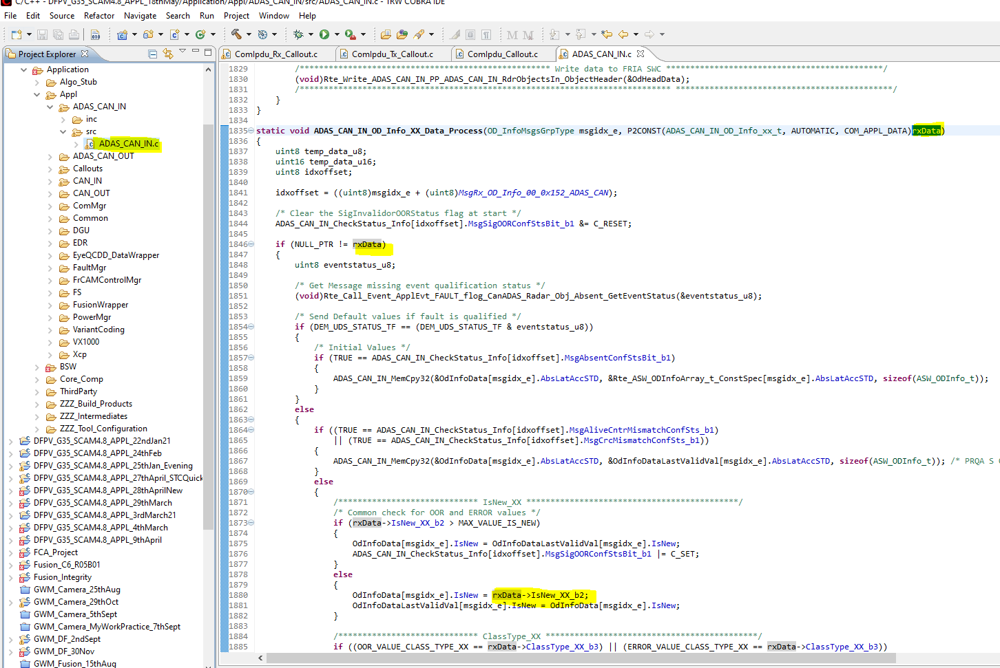 C/C++ - DFPV_G35_SCAM4.8_APPL_18thMay/Application/Appl/ADAS_CAN_IN/src/ADAS_CAN_IN.c - TRW COBRA IDE
File Edit Source Refactor Navigate Search Run Project Window Help
Project Explorer
Application
Algo_Stub
Appl
ADAS_CAN_IN
inc
src
ADAS_CAN_IN.c
ADAS_CAN_OUT
Callouts
CAN_IN
CAN_OUT
ComMgr
Common
DGU
EDR
EyeQCDD_DataWrapper
FaultMgr
FrCAMControlMgr
FS
FusionWrapper
PowerMgr
VariantCoding
VX1000
Xcp
BSW
Core_Comp
ThirdParty
ZZZ_Build_Products
ZZZ_Intermediates
ZZZ_Tool_Configuration
DFPV_G35_SCAM4.8_APPL_22ndJan21
DFPV_G35_SCAM4.8_APPL_24thFeb
DFPV_G35_SCAM4.8_APPL_25thJan_Evening
DFPV_G35_SCAM4.8_APPL_27thApril_STCQuick
DFPV_G35_SCAM4.8_APPL_28thAprilNew
DFPV_G35_SCAM4.8_APPL_29thMarch
DFPV_G35_SCAM4.8_APPL_3rdMarch21
DFPV_G35_SCAM4.8_APPL_4thMarch
DFPV_G35_SCAM4.8_APPL_9thApril
FCA_Project
Fusion_C6_R05B01
Fusion_Integrity
GWM_Camera_25thAug
GWM_Camera_29thOct
GWM_Camera_5thSept
GWM_Camera_MyWorkPractice_7thSept
GWM_DF_2ndSept
GWM_DF_30Nov
GWM_Fusion_15thAug
ComIpdu_Rx_Callout.c ComIpdu_Tx_Callout.c ComIpdu_Callout.c ADAS_CAN_IN.c
1829 /**************************************************** Write data to FRIA SWC *********************************************/
1830 (void)Rte_Write_ADAS_CAN_IN_PP_ADAS_CAN_IN_RdrObjectsIn_ObjectHeader(&OdHeadData);
1831 /***************************************************************************** *********************************************/
1832 }
1833 }
1834
1835 static void ADAS_CAN_IN_OD_Info_XX_Data_Process(OD_InfoMsgsGrpType msgidx_e, P2CONST(ADAS_CAN_IN_OD_Info_xx_t, AUTOMATIC, COM_APPL_DATA)rxData)
1836 {
1837 uint8 temp_data_u8;
1838 uint16 temp_data_u16;
1839 uint8 idxoffset;
1840
1841 idxoffset = ((uint8)msgidx_e + (uint8)MsgRx_OD_Info_00_0x152_ADAS_CAN);
1842
1843 /* Clear the SigInvalidorOORStatus flag at start */
1844 ADAS_CAN_IN_CheckStatus_Info[idxoffset].MsgSigOORConfStsBit_b1 &= C_RESET;
1845
1846 if (NULL_PTR != rxData)
1847 {
1848 uint8 eventstatus_u8;
1849
1850 /* Get Message missing event qualification status */
1851 (void)Rte_Call_Event_ApplEvt_FAULT_flog_CanADAS_Radar_Obj_Absent_GetEventStatus(&eventstatus_u8);
1852
1853 /* Send Default values if fault is qualified */
1854 if (DEM_UDS_STATUS_TF == (DEM_UDS_STATUS_TF & eventstatus_u8))
1855 {
1856 /* Initial Values */
1857 if (TRUE == ADAS_CAN_IN_CheckStatus_Info[idxoffset].MsgAbsentConfStsBit_b1)
1858 {
1859 ADAS_CAN_IN_MemCpy32(&OdInfoData[msgidx_e].AbsLatAccSTD, &Rte_ASW_ODInfoArray_t_ConstSpec[msgidx_e].AbsLatAccSTD, sizeof(ASW_ODInfo_t));
1860 }
1861 }
1862 else
1863 {
1864 if ((TRUE == ADAS_CAN_IN_CheckStatus_Info[idxoffset].MsgAliveCntrMismatchConfSts_b1)
1865 || (TRUE == ADAS_CAN_IN_CheckStatus_Info[idxoffset].MsgCrcMismatchConfSts_b1))
1866 {
1867 ADAS_CAN_IN_MemCpy32(&OdInfoData[msgidx_e].AbsLatAccSTD, &OdInfoDataLastValidVal[msgidx_e].AbsLatAccSTD, sizeof(ASW_ODInfo_t)); /* PRQA S
1868 }
1869 else
1870 {
1871 /***************************** IsNew_XX ********************************************/
1872 /* Common check for OOR and ERROR values */
1873 if (rxData->IsNew_XX_b2 > MAX_VALUE_IS_NEW)
1874 {
1875 OdInfoData[msgidx_e].IsNew = OdInfoDataLastValidVal[msgidx_e].IsNew;
1876 ADAS_CAN_IN_CheckStatus_Info[idxoffset].MsgSigOORConfStsBit_b1 |= C_SET;
1877 }
1878 else
1879 {
1880 OdInfoData[msgidx_e].IsNew = rxData->IsNew_XX_b2;
1881 OdInfoDataLastValidVal[msgidx_e].IsNew = OdInfoData[msgidx_e].IsNew;
1882 }
1883
1884 /***************************** ClassType_XX ********************************************/
1885 if ((OOR_VALUE_CLASS_TYPE_XX == rxData->ClassType_XX_b3) || (ERROR_VALUE_CLASS_TYPE_XX == rxData->ClassType_XX_b3))